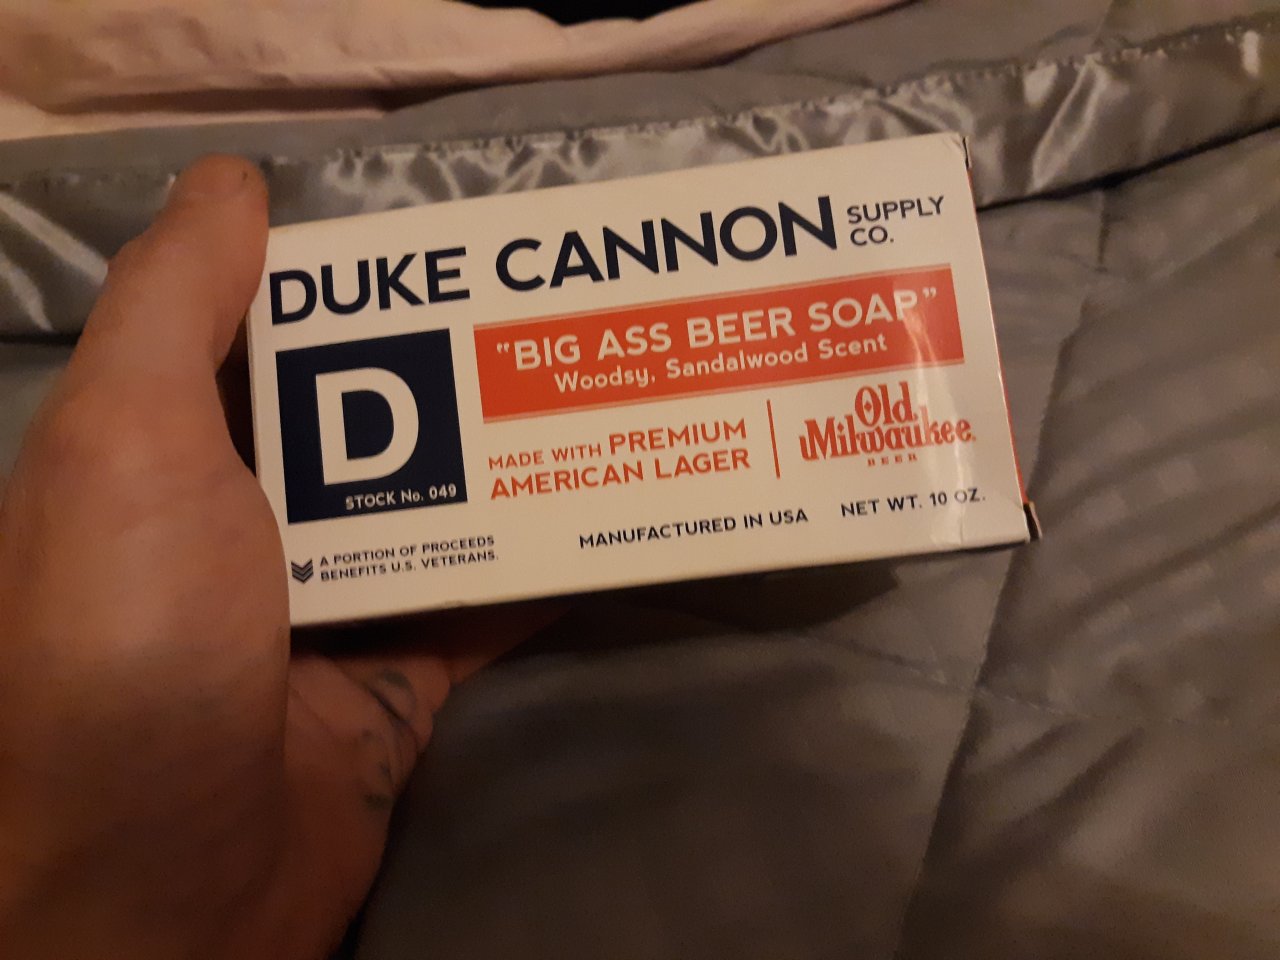 DUKE CANNON SUPPLY CO.
"BIG ASS BEER SOAP"
Woodsy, Sandalwood Scent
D
STOCK No. 049
MADE WITH PREMIUM
AMERICAN LAGER
Old
Milwaukee
BEER
A PORTION OF PROCEEDS
BENEFITS U.S. VETERANS.
MANUFACTURED IN USA
NET WT. 10 OZ.